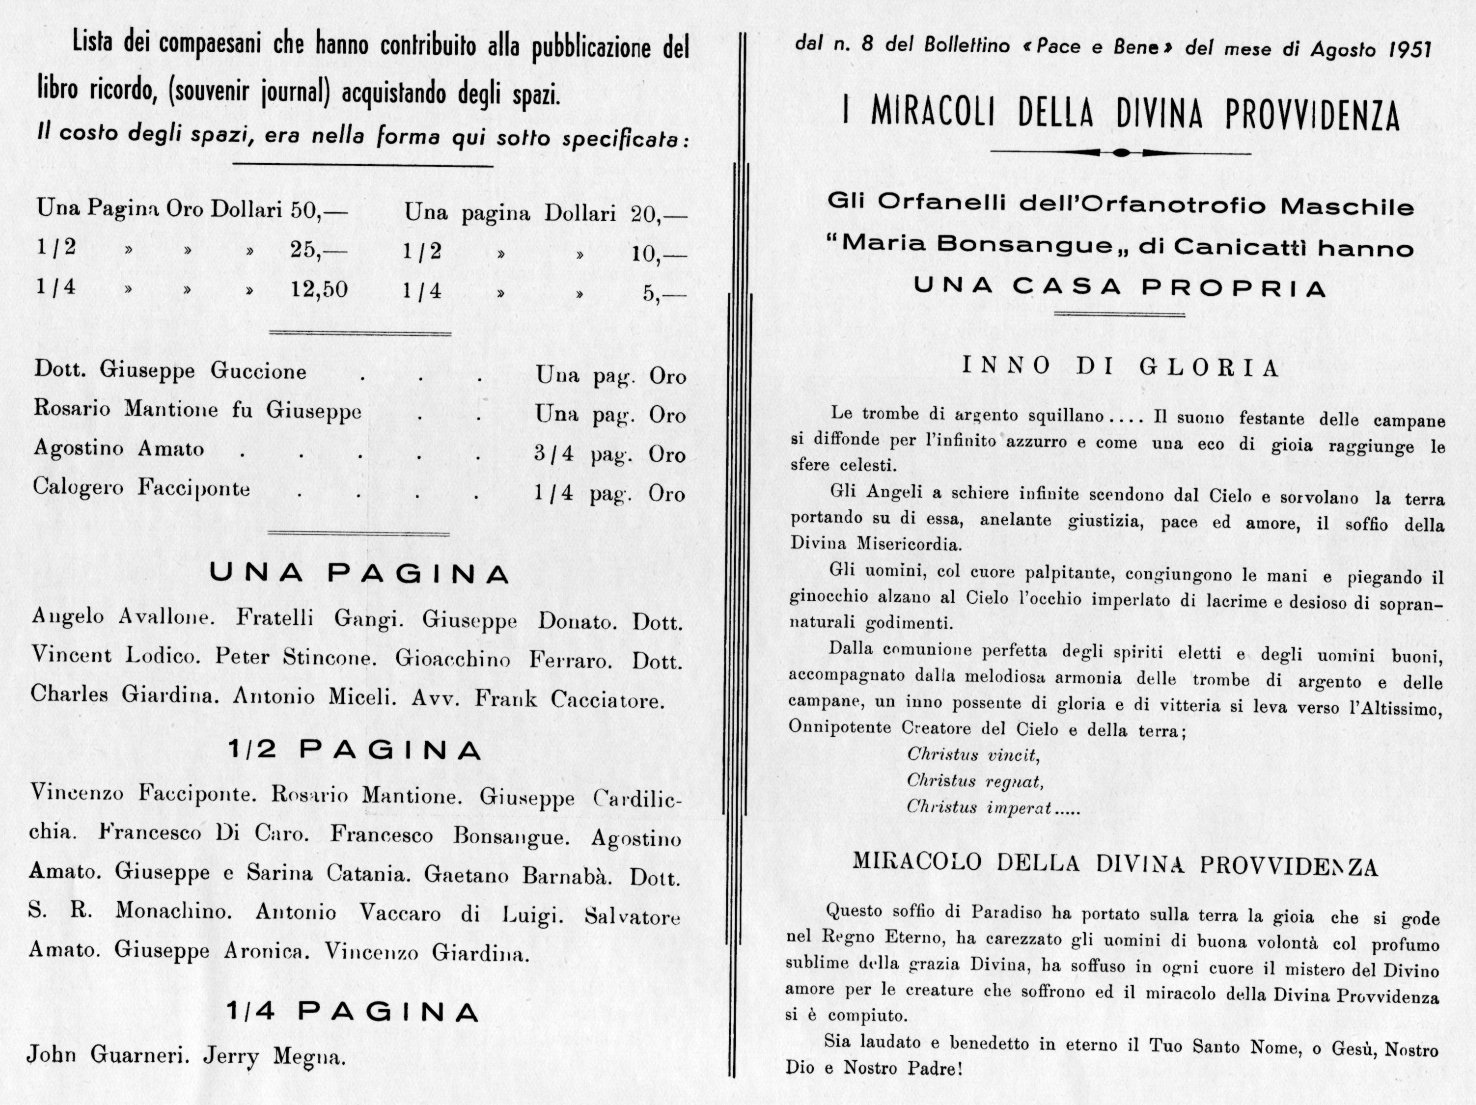 Lista dei compaesani che hanno contribuito alla pubblicazione del
libro ricordo, (souvenir journal) acquistando degli spazi.
Il costo degli spazi, era nella forma qui sotto specificata:
Una Pagina Oro Dollari 50,— Una pagina Dollari 20,—
1/2 » » » 25,— 1/2 » » 10,—
1/4 » » » 12,50 1/4 » » 5,—
Dott. Giuseppe Guccione . . . Una pag. Oro
Rosario Mantione fu Giuseppe . . Una pag. Oro
Agostino Amato . . . . . 3/4 pag. Oro
Calogero Facciponte . . . . 1/4 pag. Oro
UNA PAGINA
Angelo Avallone. Fratelli Gangi. Giuseppe Donato. Dott.
Vincent Lodico. Peter Stincone. Gioacchino Ferraro. Dott.
Charles Giardina. Antonio Miceli. Avv. Frank Cacciatore.
1/2 PAGINA
Vincenzo Facciponte. Rosario Mantione. Giuseppe Cardilic-
chia. Francesco Di Caro. Francesco Bonsangue. Agostino
Amato. Giuseppe e Sarina Catania. Gaetano Barnabà. Dott.
S. R. Monachino. Antonio Vaccaro di Luigi. Salvatore
Amato. Giuseppe Aronica. Vincenzo Giardina.
1/4 PAGINA
John Guarneri. Jerry Megna.
dal n. 8 del Bollettino «Pace e Bene» del mese di Agosto 1951
I MIRACOLI DELLA DIVINA PROVVIDENZA
Gli Orfanelli dell'Orfanotrofio Maschile
“Maria Bonsangue„ di Canicattì hanno
UNA CASA PROPRIA
INNO DI GLORIA
Le trombe di argento squillano.... Il suono festante delle campane
si diffonde per l'infinito azzurro e come una eco di gioia raggiunge le
sfere celesti.
Gli Angeli a schiere infinite scendono dal Cielo e sorvolano la terra
portando su di essa, anelante giustizia, pace ed amore, il soffio della
Divina Misericordia.
Gli uomini, col cuore palpitante, congiungono le mani e piegando il
ginocchio alzano al Cielo l'occhio imperlato di lacrime e desioso di sopran-
naturali godimenti.
Dalla comunione perfetta degli spiriti eletti e degli uomini buoni,
accompagnato dalla melodiosa armonia delle trombe di argento e delle
campane, un inno possente di gloria e di vitteria si leva verso l'Altissimo,
Onnipotente Creatore del Cielo e della terra;
Christus vincit,
Christus regnat,
Christus imperat.....
MIRACOLO DELLA DIVINA PROVVIDENZA
Questo soffio di Paradiso ha portato sulla terra la gioia che si gode
nel Regno Eterno, ha carezzato gli uomini di buona volontà col profumo
sublime della grazia Divina, ha soffuso in ogni cuore il mistero del Divino
amore per le creature che soffrono ed il miracolo della Divina Provvidenza
si è compiuto.
Sia laudato e benedetto in eterno il Tuo Santo Nome, o Gesù, Nostro
Dio e Nostro Padre!